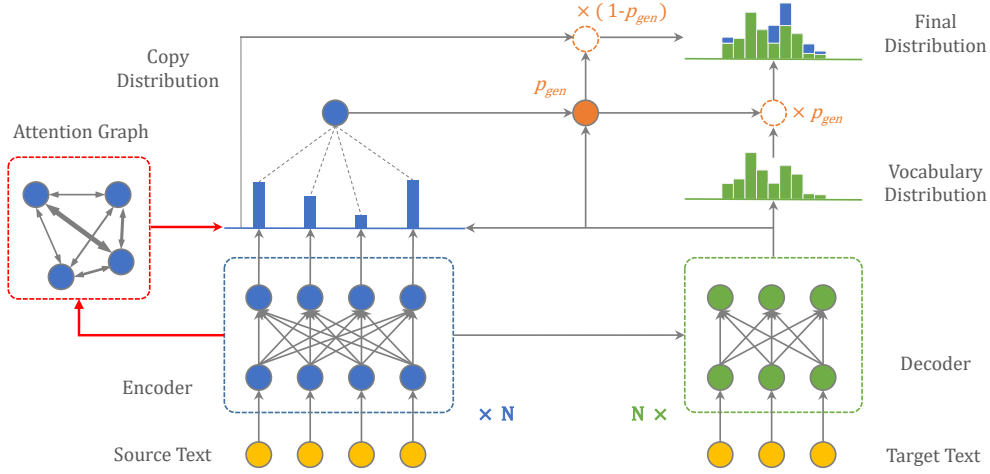 × (1-p_gen)
Final
Distribution
Copy
Distribution
p_gen
× p_gen
Attention Graph
Vocabulary
Distribution
Encoder
Decoder
× N
N ×
Source Text
Target Text